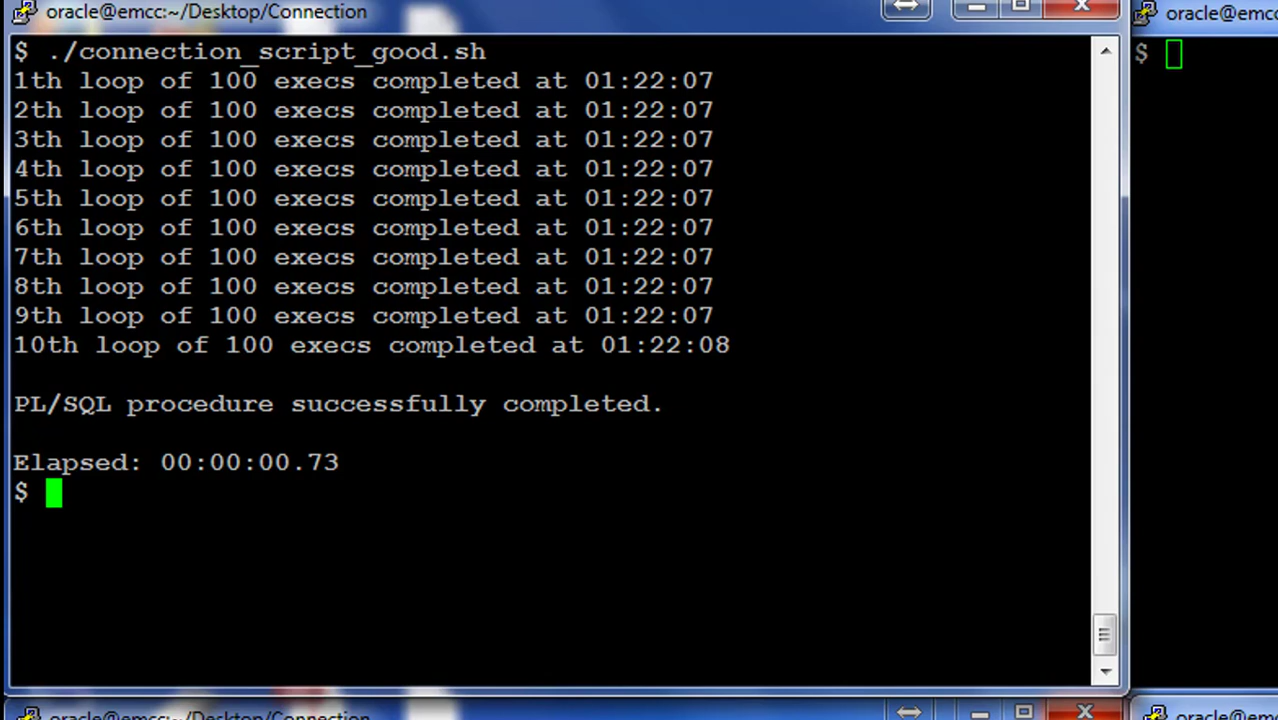 oracle@emcc:~/Desktop/Connection
$ ./connection_script_good.sh
1th loop of 100 execs completed at 01:22:07
2th loop of 100 execs completed at 01:22:07
3th loop of 100 execs completed at 01:22:07
4th loop of 100 execs completed at 01:22:07
5th loop of 100 execs completed at 01:22:07
6th loop of 100 execs completed at 01:22:07
7th loop of 100 execs completed at 01:22:07
8th loop of 100 execs completed at 01:22:07
9th loop of 100 execs completed at 01:22:07
10th loop of 100 execs completed at 01:22:08
PL/SQL procedure successfully completed.
Elapsed: 00:00:00.73
$
oracle@emcc
$
oracle@emcc:~/Desktop/Connection